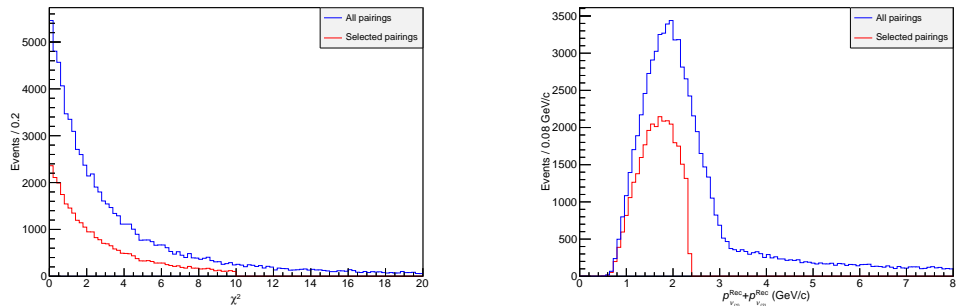 All pairings
Selected pairings
Events / 0.2
5000
4000
3000
2000
1000
0
0 2 4 6 8 10 12 14 16 18 20
χ²
All pairings
Selected pairings
Events / 0.08 GeV/c
3500
3000
2500
2000
1500
1000
500
0
0 1 2 3 4 5 6 7 8
(GeV/c)